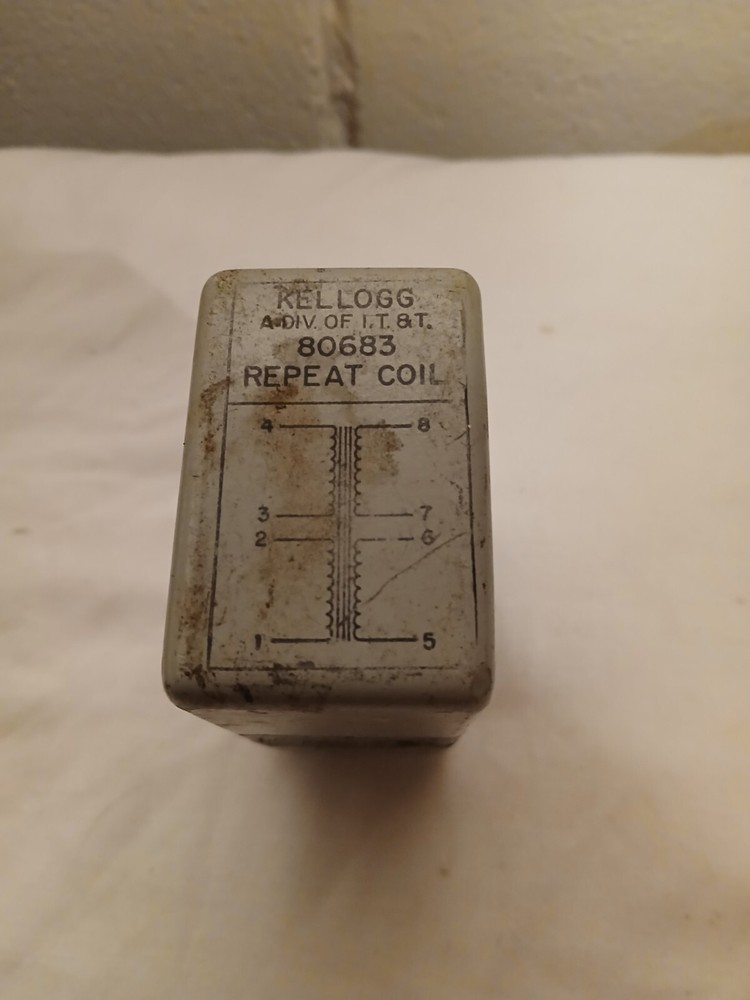 KELLOGG
A DIV. OF I.T. & T.
80683
REPEAT COIL
4 8
3 7
2 6
1 5